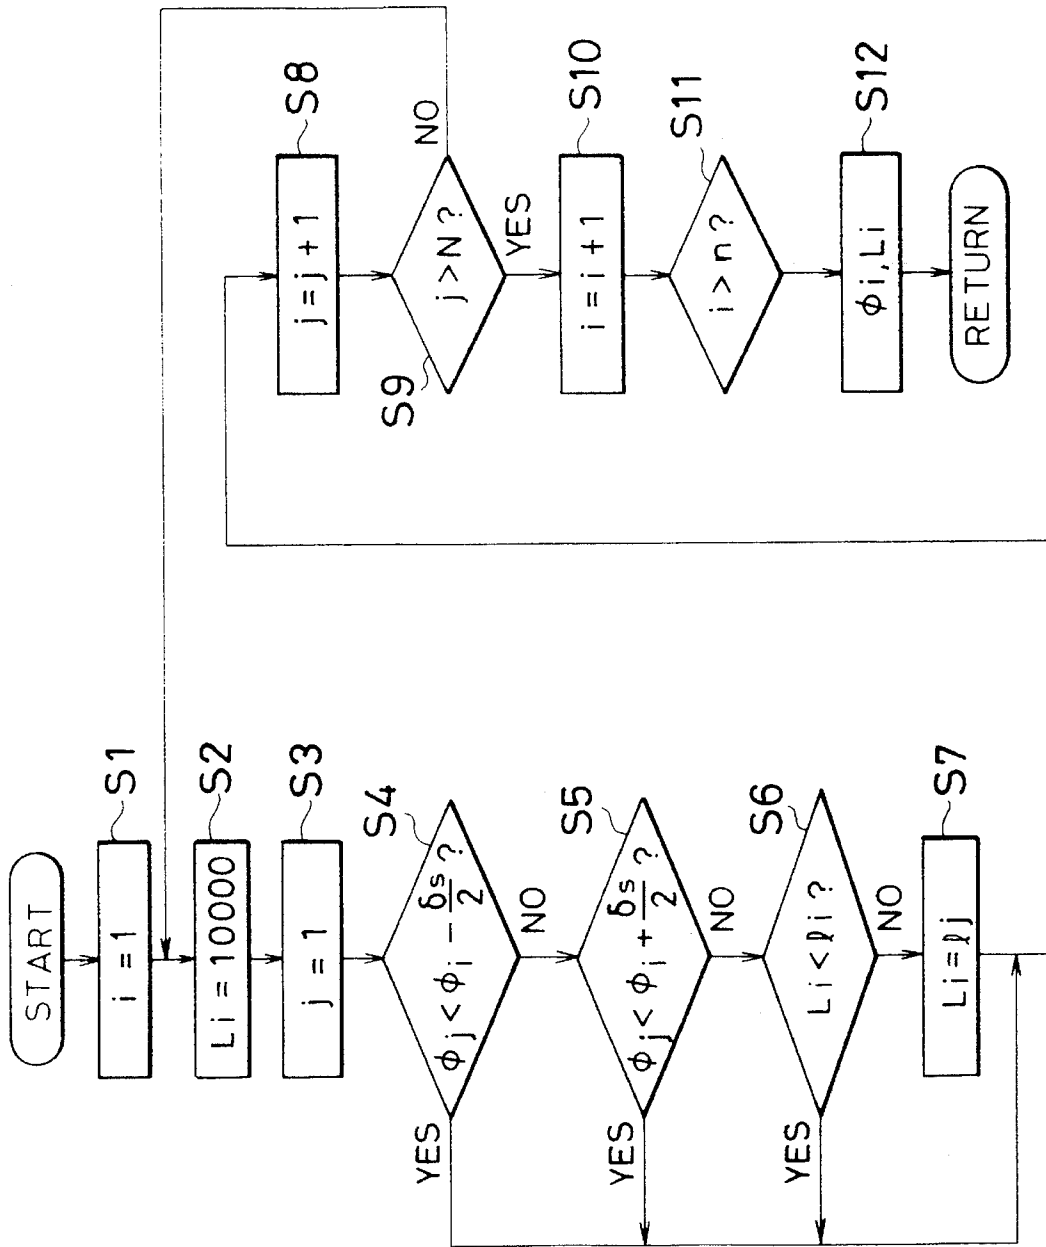 START
i = 1
S1
Li = 10000
S2
j = 1
S3
ϕj < ϕi - δs/2 ?
S4
YES
NO
ϕj < ϕi + δs/2 ?
S5
YES
NO
Li < ℓi ?
S6
YES
NO
Li = ℓj
S7
j = j + 1
S8
j > N ?
S9
NO
YES
i = i + 1
S10
i > n ?
S11
ϕi, Li
S12
RETURN